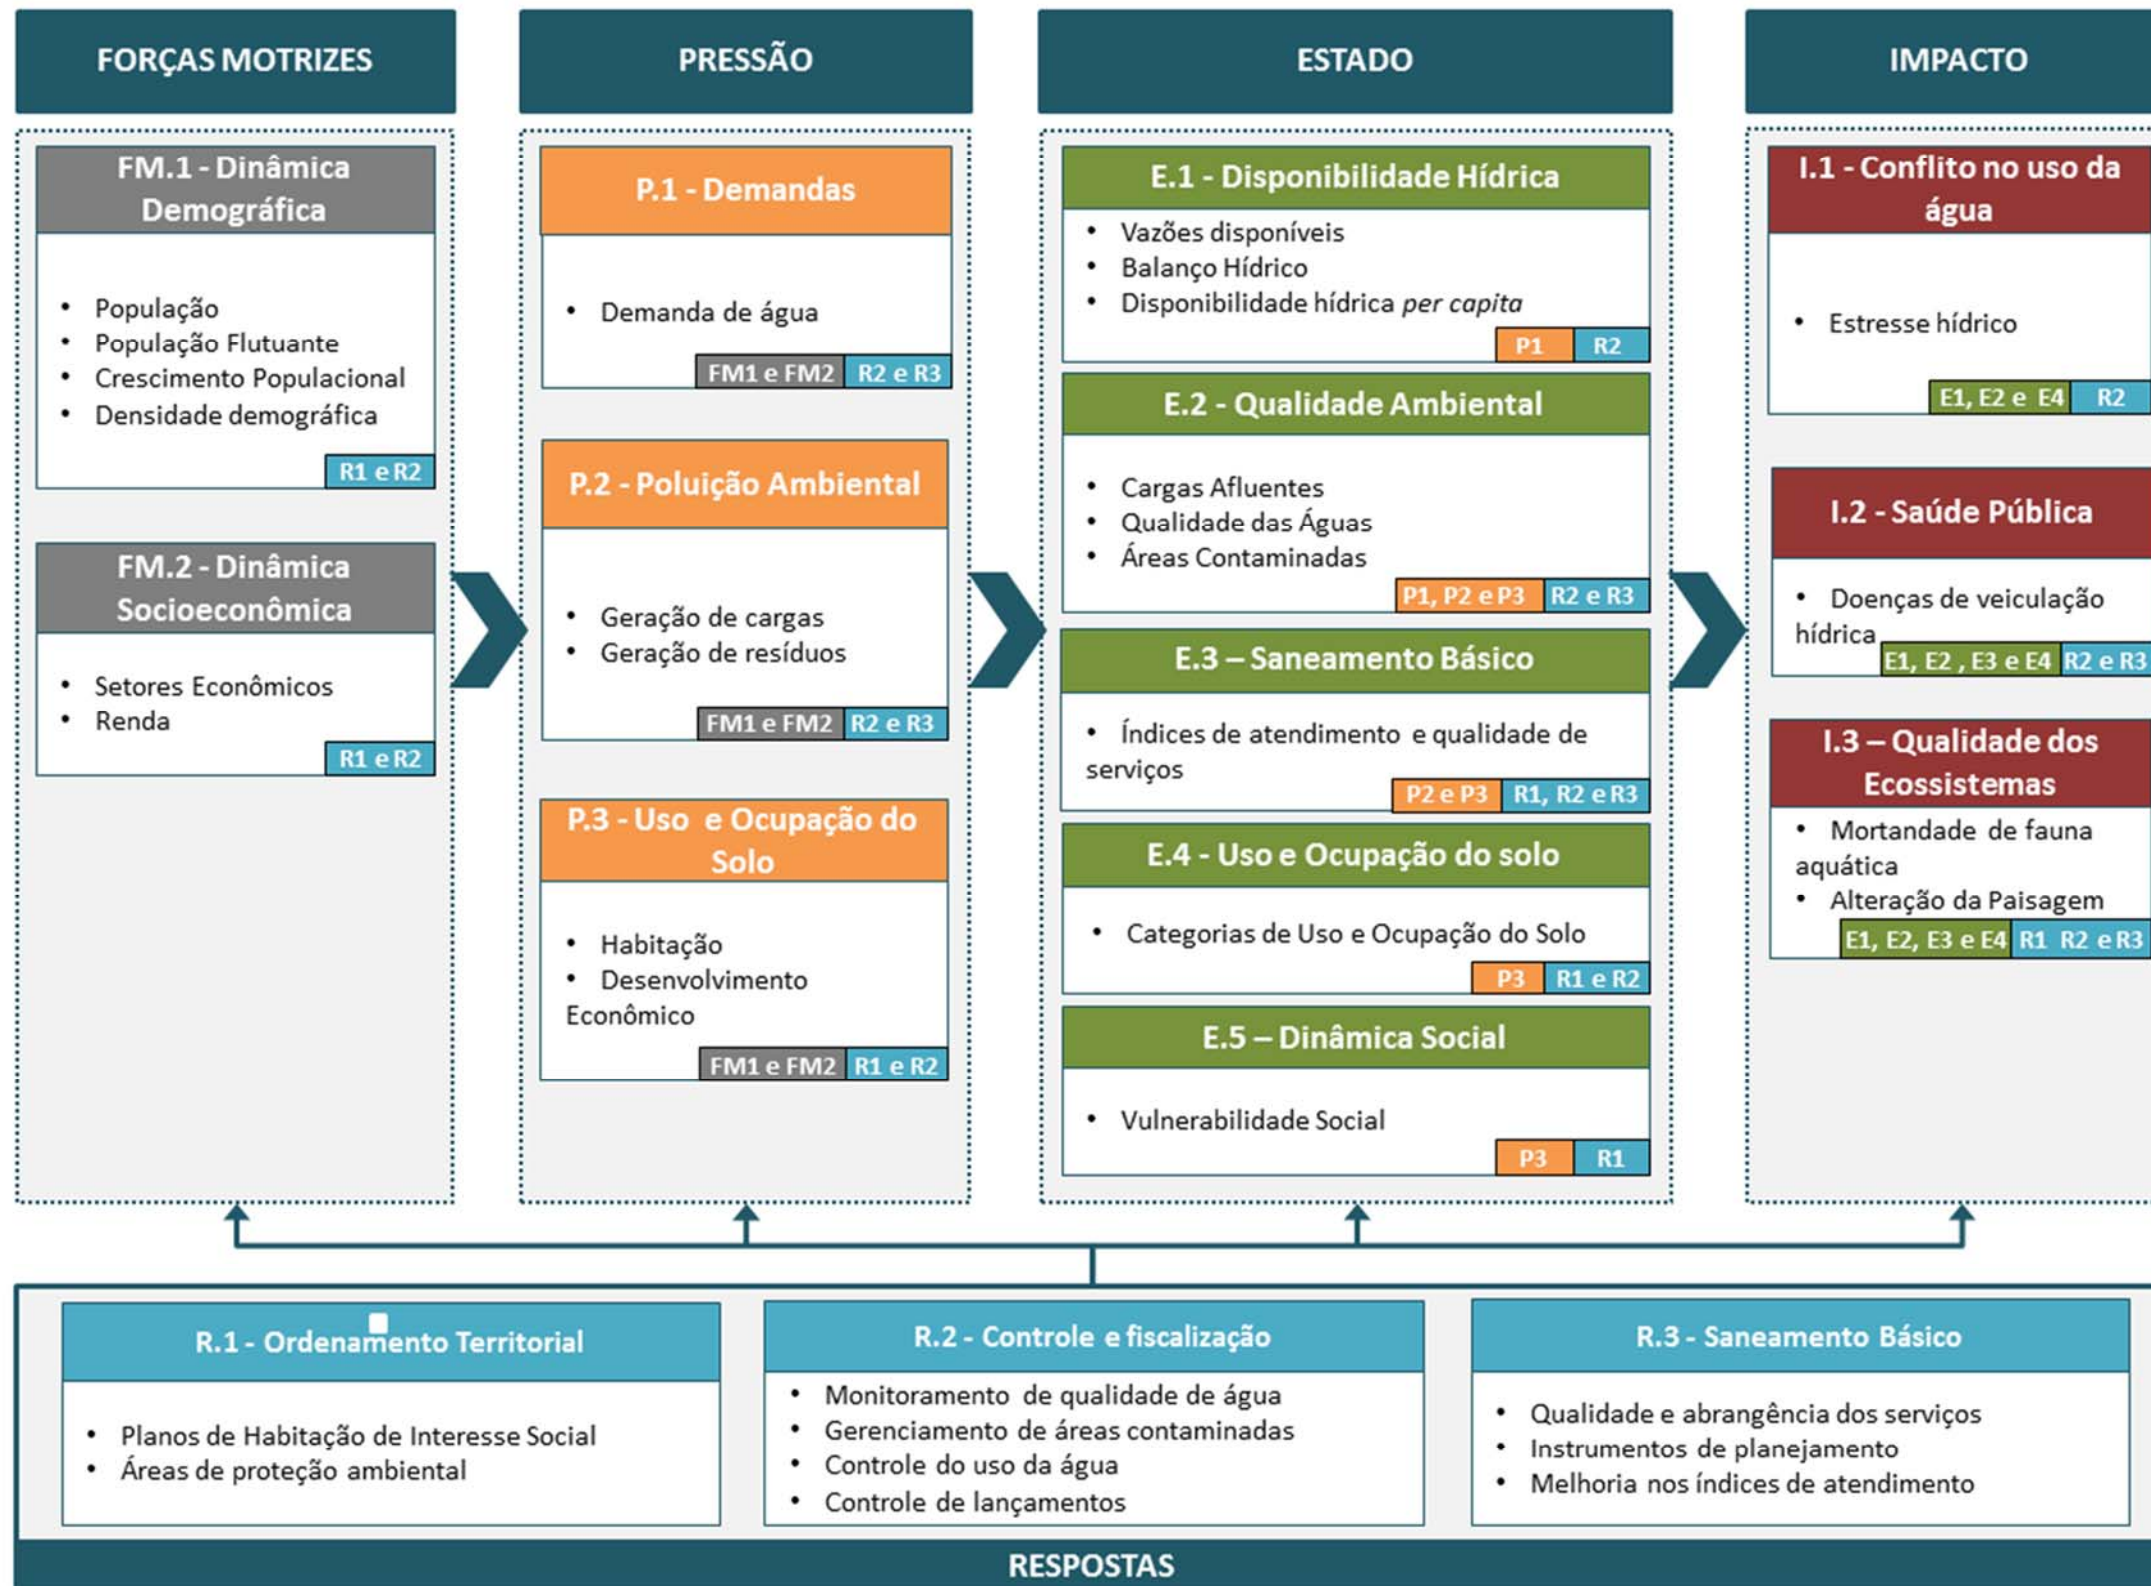 FORÇAS MOTRIZES
FM.1 - Dinâmica
Demográfica
• População
• População Flutuante
• Crescimento Populacional
• Densidade demográfica
R1 e R2
FM.2 - Dinâmica
Socioeconômica
• Setores Econômicos
• Renda
R1 e R2
PRESSÃO
P.1 - Demandas
• Demanda de água
FM1 e FM2 R2 e R3
P.2 - Poluição Ambiental
• Geração de cargas
• Geração de resíduos
FM1 e FM2 R2 e R3
P.3 - Uso e Ocupação do
Solo
• Habitação
• Desenvolvimento
Econômico
FM1 e FM2 R1 e R2
ESTADO
E.1 - Disponibilidade Hídrica
• Vazões disponíveis
• Balanço Hídrico
• Disponibilidade hídrica per capita
P1 R2
E.2 - Qualidade Ambiental
• Cargas Afluentes
• Qualidade das Águas
• Áreas Contaminadas
P1, P2 e P3 R2 e R3
E.3 – Saneamento Básico
• Índices de atendimento e qualidade de
serviços
P2 e P3 R1, R2 e R3
E.4 - Uso e Ocupação do solo
• Categorias de Uso e Ocupação do Solo
P3 R1 e R2
E.5 – Dinâmica Social
• Vulnerabilidade Social
P3 R1
IMPACTO
I.1 - Conflito no uso da
água
• Estresse hídrico
E1, E2 e E4 R2
I.2 - Saúde Pública
• Doenças de veiculação
hídrica
E1, E2 , E3 e E4 R2 e R3
I.3 – Qualidade dos
Ecossistemas
• Mortandade de fauna
aquática
• Alteração da Paisagem
E1, E2, E3 e E4 R1 R2 e R3
R.1 - Ordenamento Territorial
• Planos de Habitação de Interesse Social
• Áreas de proteção ambiental
R.2 - Controle e fiscalização
• Monitoramento de qualidade de água
• Gerenciamento de áreas contaminadas
• Controle do uso da água
• Controle de lançamentos
R.3 - Saneamento Básico
• Qualidade e abrangência dos serviços
• Instrumentos de planejamento
• Melhoria nos índices de atendimento
RESPOSTAS